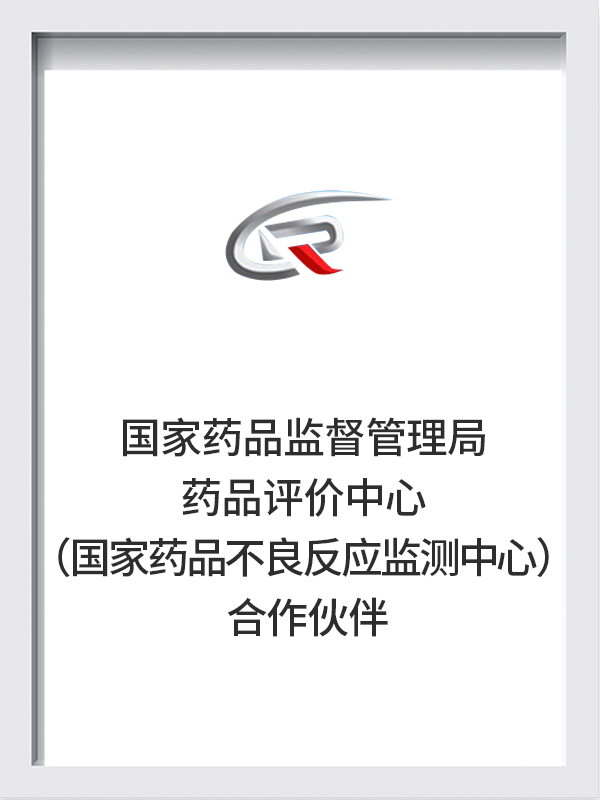 国家药品监督管理局
药品评价中心
（国家药品不良反应监测中心）
合作伙伴